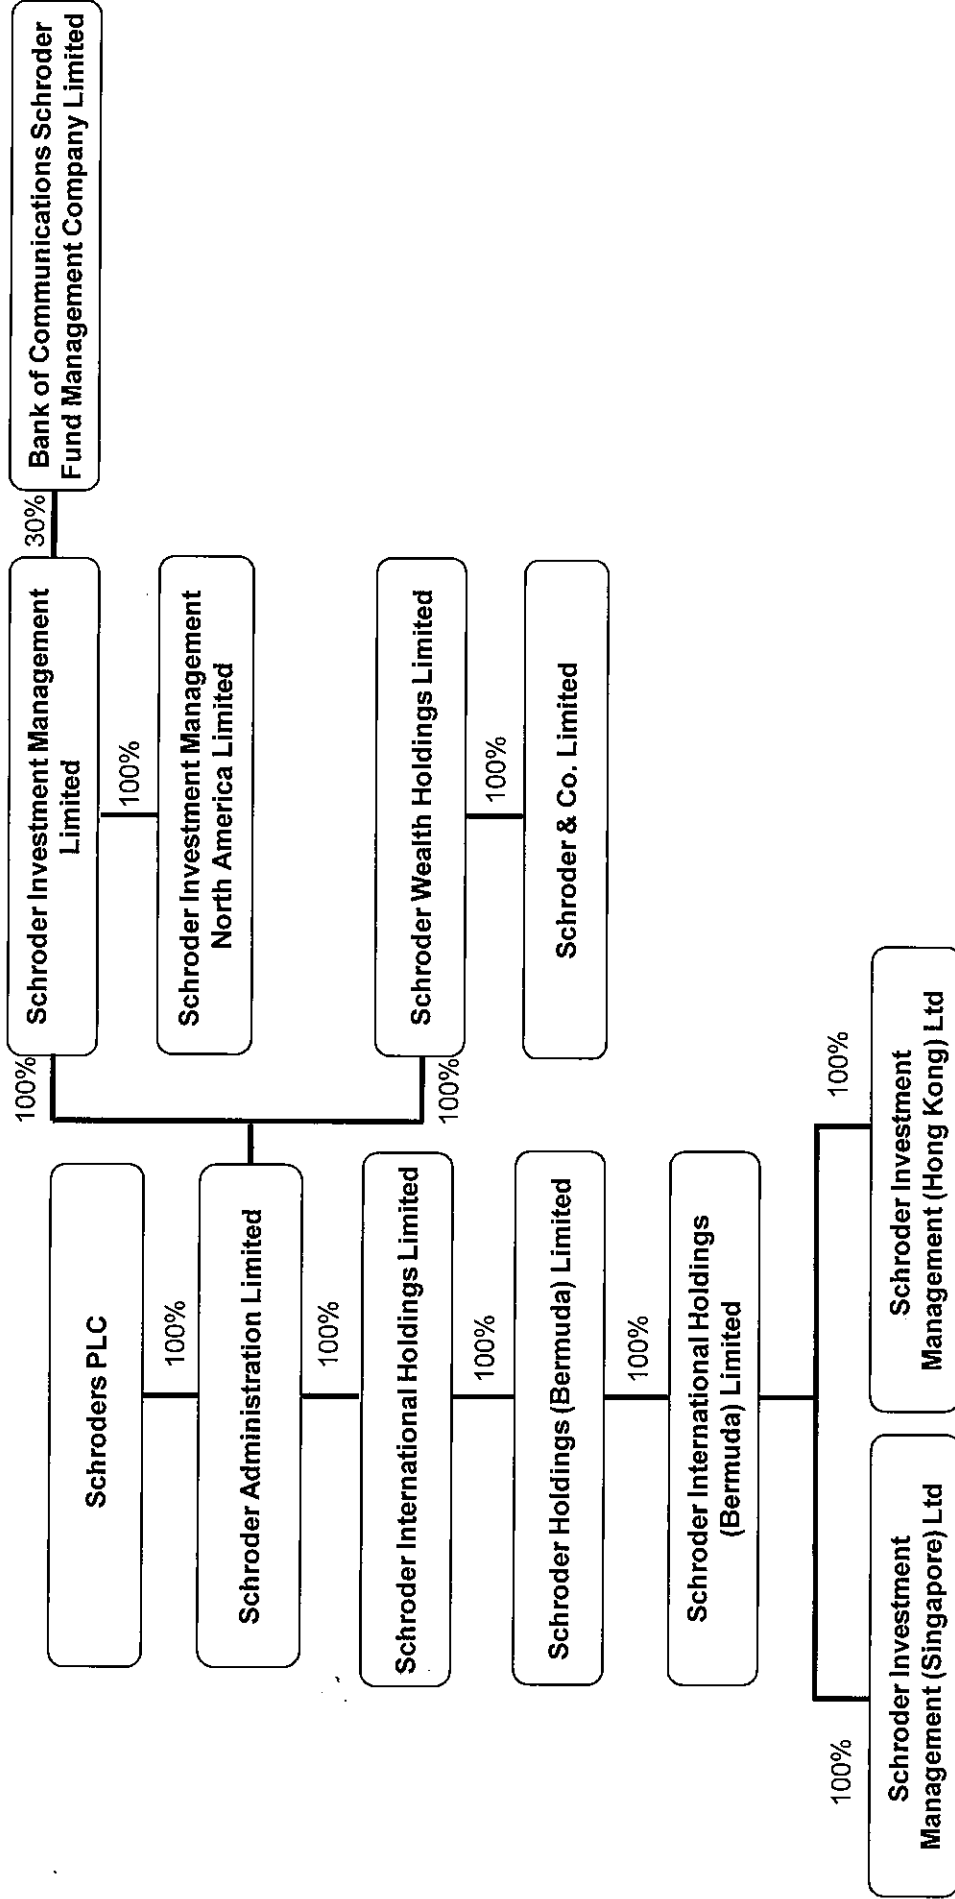 Schroders PLC
100%
Schroder Administration Limited
100%
Schroder International Holdings Limited
100%
Schroder Holdings (Bermuda) Limited
100%
Schroder International Holdings
(Bermuda) Limited
100%
Schroder Investment
Management (Singapore) Ltd
100%
Schroder Investment
Management (Hong Kong) Ltd
100%
Schroder Investment Management
Limited
30%
Bank of Communications Schroder
Fund Management Company Limited
100%
Schroder Investment Management
North America Limited
100%
Schroder Wealth Holdings Limited
100%
Schroder & Co. Limited